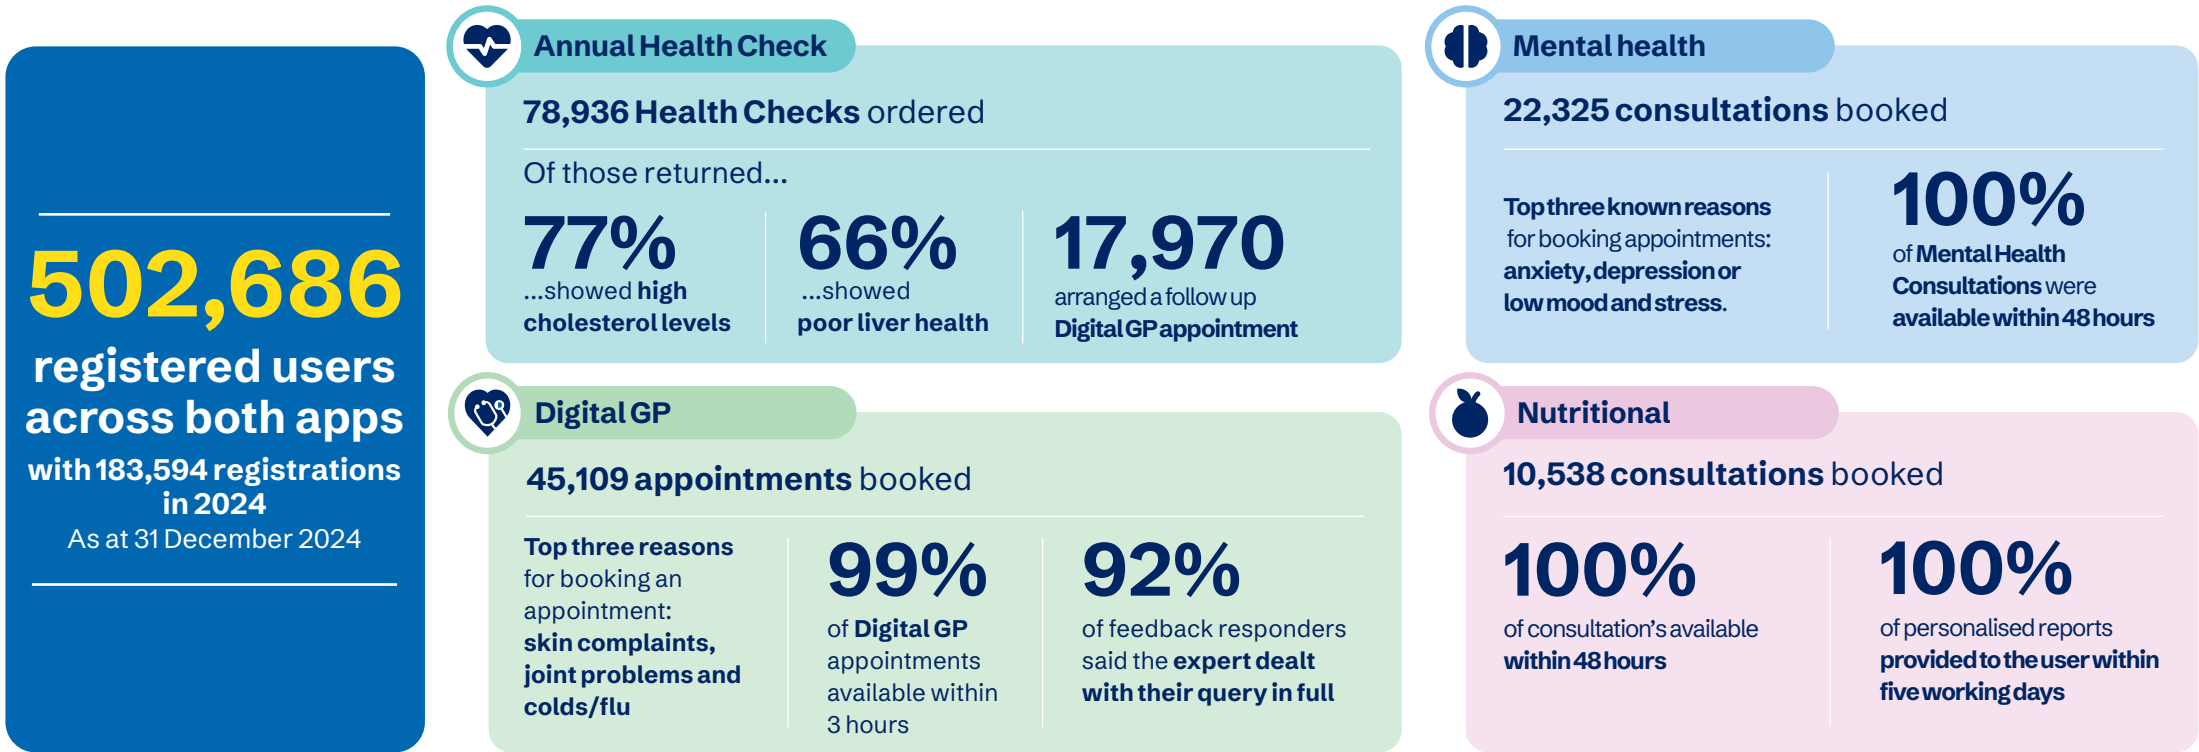 502,686
registered users
across both apps
with 183,594 registrations
in 2024
As at 31 December 2024
Annual Health Check
78,936 Health Checks ordered
Of those returned...
77%
...showed high
cholesterol levels
66%
...showed
poor liver health
17,970
arranged a follow up
Digital GP appointment
Mental health
22,325 consultations booked
Top three known reasons
for booking appointments:
anxiety, depression or
low mood and stress.
100%
of Mental Health
Consultations were
available within 48 hours
Digital GP
45,109 appointments booked
Top three reasons
for booking an
appointment:
skin complaints,
joint problems and
colds/flu
99%
of Digital GP
appointments
available within
3 hours
92%
of feedback responders
said the expert dealt
with their query in full
Nutritional
10,538 consultations booked
100%
of consultation's available
within 48 hours
100%
of personalised reports
provided to the user within
five working days